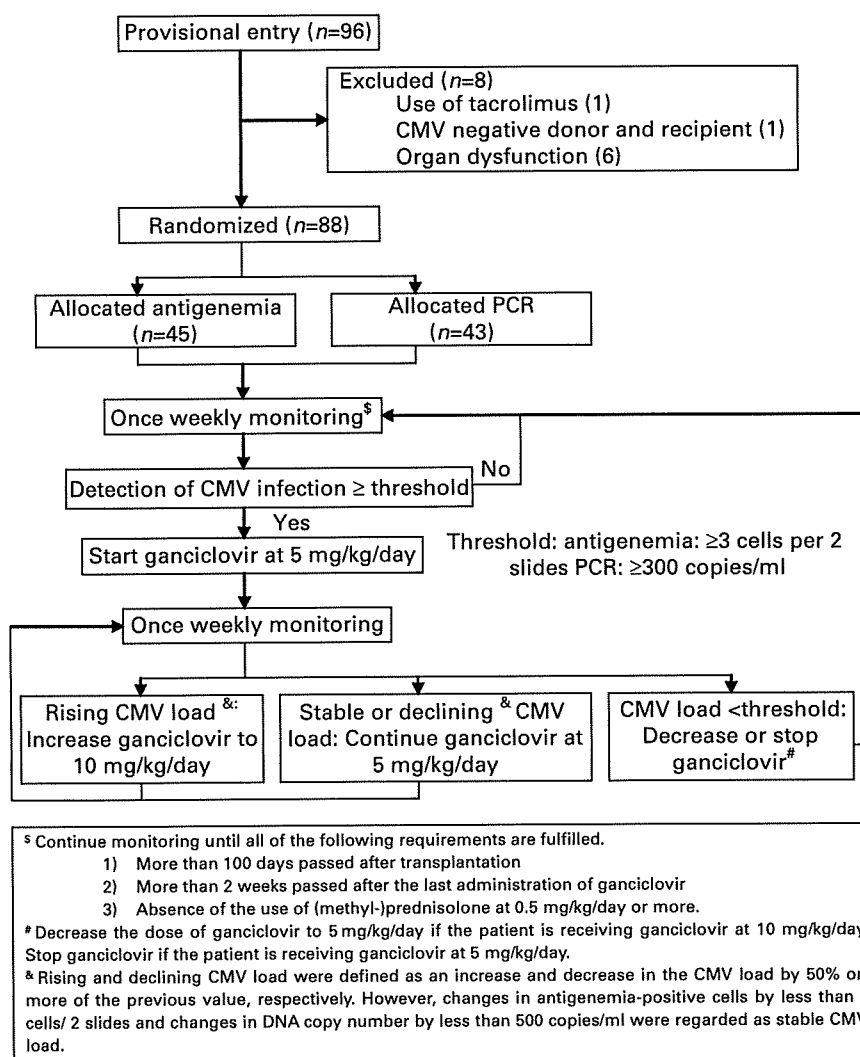 Provisional entry (n=96)
Excluded (n=8)
Use of tacrolimus (1)
CMV negative donor and recipient (1)
Organ dysfunction (6)
Randomized (n=88)
Allocated antigenemia
(n=45)
Allocated PCR
(n=43)
Once weekly monitoring$
No
Detection of CMV infection ≥ threshold
Yes
Start ganciclovir at 5 mg/kg/day
Threshold: antigenemia: ≥3 cells per 2
slides PCR: ≥300 copies/ml
Once weekly monitoring
Rising CMV load &:
Increase ganciclovir to
10 mg/kg/day
Stable or declining & CMV
load: Continue ganciclovir at
5 mg/kg/day
CMV load <threshold:
Decrease or stop
ganciclovir#
$ Continue monitoring until all of the following requirements are fulfilled.
1) More than 100 days passed after transplantation
2) More than 2 weeks passed after the last administration of ganciclovir
3) Absence of the use of (methyl-)prednisolone at 0.5 mg/kg/day or more.
# Decrease the dose of ganciclovir to 5 mg/kg/day if the patient is receiving ganciclovir at 10 mg/kg/day
Stop ganciclovir if the patient is receiving ganciclovir at 5 mg/kg/day.
& Rising and declining CMV load were defined as an increase and decrease in the CMV load by 50% or
more of the previous value, respectively. However, changes in antigenemia-positive cells by less than
cells/ 2 slides and changes in DNA copy number by less than 500 copies/ml were regarded as stable CMV
load.